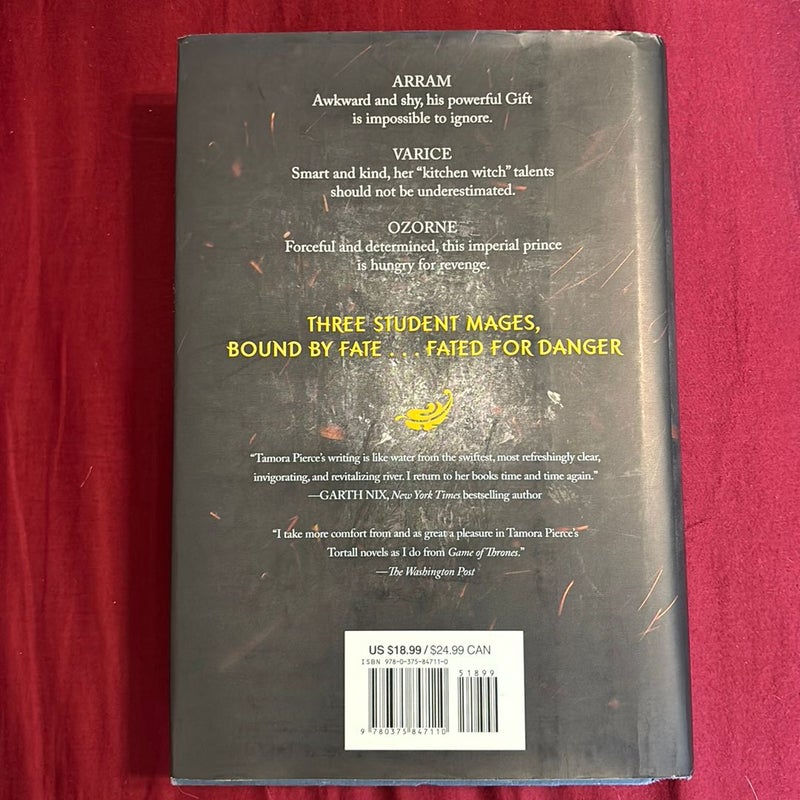 ARRAM
Awkward and shy, his powerful Gift
is impossible to ignore.
VARICE
Smart and kind, her “kitchen witch” talents
should not be underestimated.
OZORNE
Forceful and determined, this imperial prince
is hungry for revenge.
THREE STUDENT MAGES,
BOUND BY FATE . . . FATED FOR DANGER
“Tamora Pierce’s writing is like water from the swiftest, most refreshingly clear,
invigorating, and revitalizing river. I return to her books time and time again.”
—GARTH NIX, New York Times bestselling author
“I take more comfort from and as great a pleasure in Tamora Pierce’s
Tortall novels as I do from Game of Thrones.”
—The Washington Post
US $18.99 / $24.99 CAN
ISBN 978-0-375-84711-0
51899
9 780375 847110